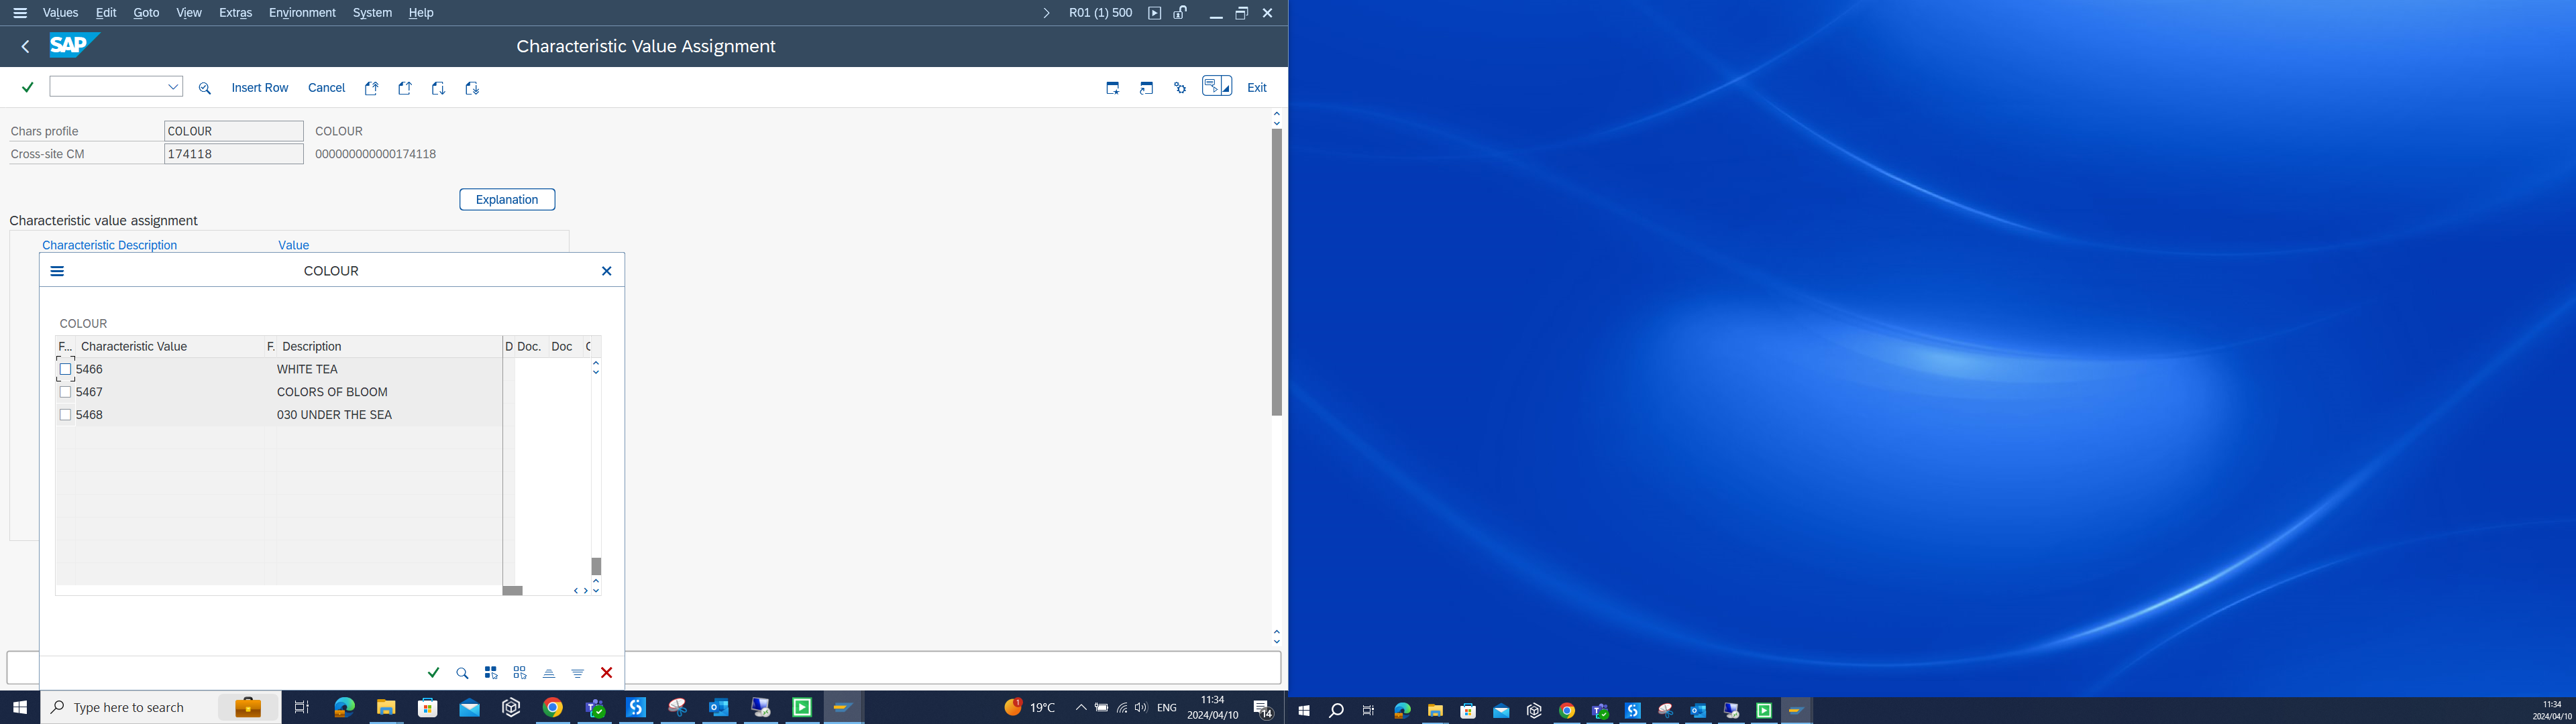 Values Edit Goto View Extras Environment System Help R01 (1) 500
SAP Characteristic Value Assignment
Insert Row Cancel Exit
Chars profile COLOUR COLOUR
Cross-site CM 174118 000000000000174118
Explanation
Characteristic value assignment
Characteristic Description Value
COLOUR
COLOUR
F... Characteristic Value F. Description D Doc. Doc C
5466 WHITE TEA
5467 COLORS OF BLOOM
5468 030 UNDER THE SEA
Type here to search 19°C ENG 11:34
2024/04/10 14
11:34
2024/04/10